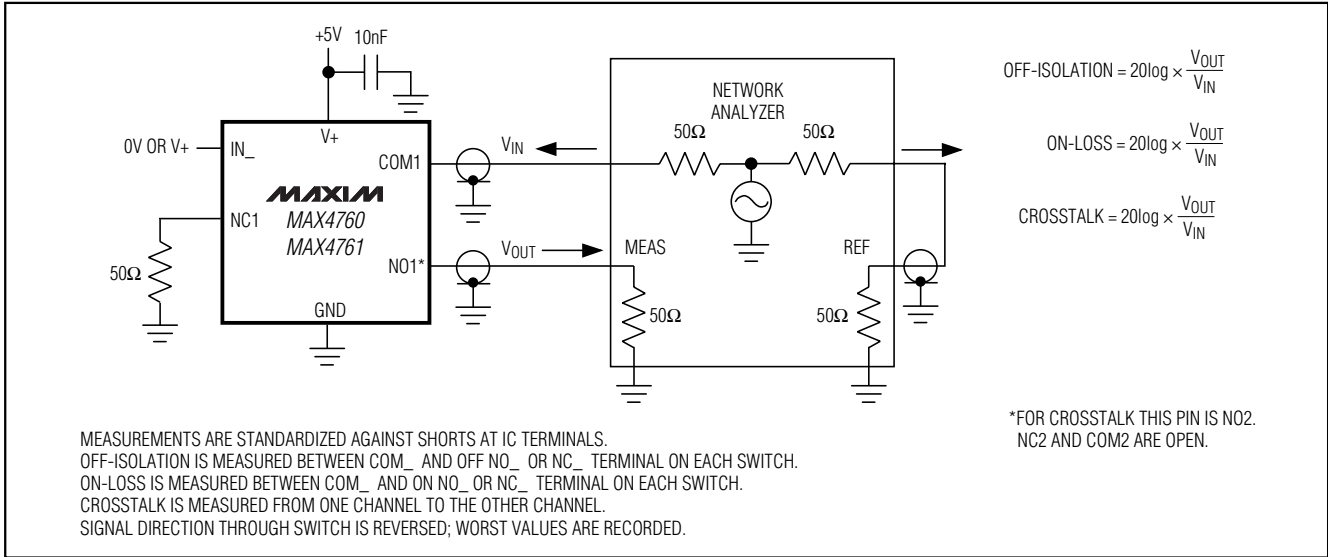 +5V
10nF
V+
0V OR V+
IN_
COM1
MAXIM
MAX4760
MAX4761
NC1
NO1*
GND
50Ω
VIN
VOUT
NETWORK
ANALYZER
50Ω
50Ω
MEAS
REF
50Ω
50Ω
OFF-ISOLATION = 20log × VOUT
VIN
ON-LOSS = 20log × VOUT
VIN
CROSSTALK = 20log × VOUT
VIN
*FOR CROSSTALK THIS PIN IS NO2.
NC2 AND COM2 ARE OPEN.
MEASUREMENTS ARE STANDARDIZED AGAINST SHORTS AT IC TERMINALS.
OFF-ISOLATION IS MEASURED BETWEEN COM_ AND OFF NO_ OR NC_ TERMINAL ON EACH SWITCH.
ON-LOSS IS MEASURED BETWEEN COM_ AND ON NO_ OR NC_ TERMINAL ON EACH SWITCH.
CROSSTALK IS MEASURED FROM ONE CHANNEL TO THE OTHER CHANNEL.
SIGNAL DIRECTION THROUGH SWITCH IS REVERSED; WORST VALUES ARE RECORDED.